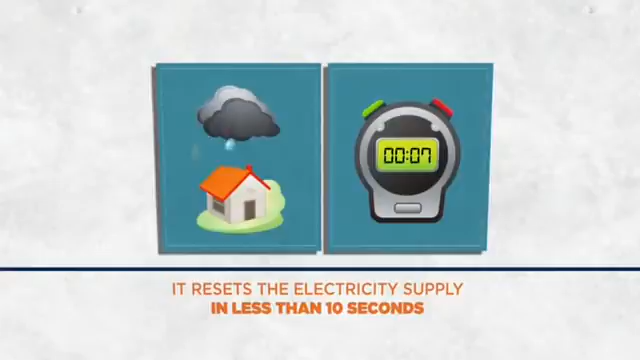 00:07
IT RESETS THE ELECTRICITY SUPPLY
IN LESS THAN 10 SECONDS